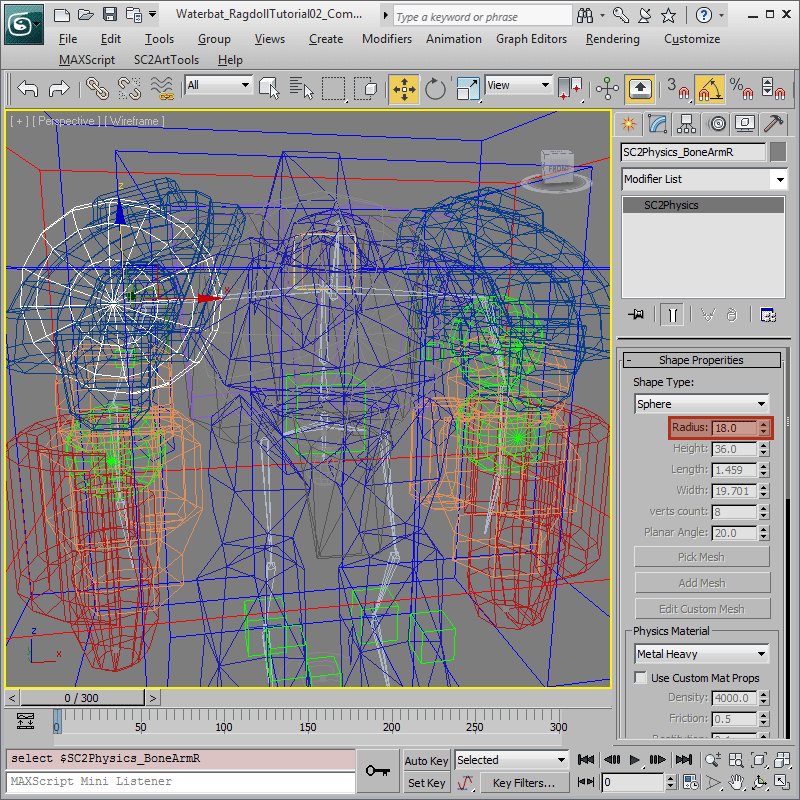 Waterbat_RagdollTutorial02_Com...
Type a keyword or phrase
File Edit Tools Group Views Create Modifiers Animation Graph Editors Rendering Customize
MAXScript SC2ArtTools Help
All
View
3
[ + ] [ Perspective ] [ Wireframe ]
FRONT
z
x
z
x
SC2Physics_BoneArmR
Modifier List
SC2Physics
- Shape Properties
Shape Type:
Sphere
Radius: 18.0
Height: 36.0
Length: 1.459
Width: 19.701
verts count: 8
Planar Angle: 20.0
Pick Mesh
Add Mesh
Edit Custom Mesh
Physics Material
Metal Heavy
Use Custom Mat Props
Density: 4000.0
Friction: 0.5
< 0 / 300 >
0 50 100 150 200 250 300
select $SC2Physics_BoneArmR
MAXScript Mini Listener
Auto Key Selected
Set Key Key Filters...
0